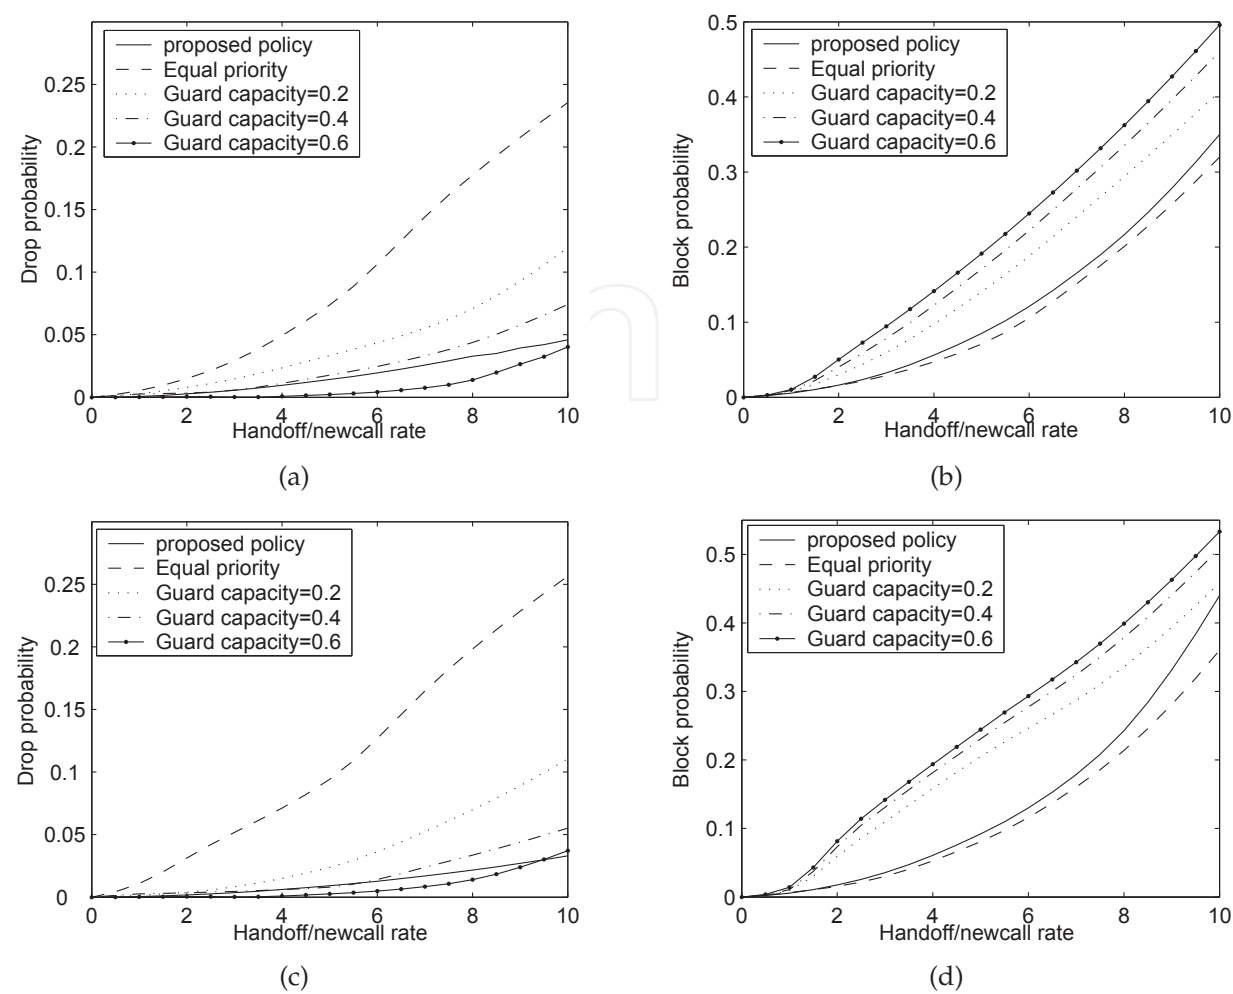 Drop probability
0.25
0.2
0.15
0.1
0.05
0
proposed policy
Equal priority
Guard capacity=0.2
Guard capacity=0.4
Guard capacity=0.6
0 2 4 6 8 10
Handoff/newcall rate
(a)
Block probability
0.5
0.4
0.3
0.2
0.1
0
proposed policy
Equal priority
Guard capacity=0.2
Guard capacity=0.4
Guard capacity=0.6
0 2 4 6 8 10
Handoff/newcall rate
(b)
Drop probability
0.25
0.2
0.15
0.1
0.05
0
proposed policy
Equal priority
Guard capacity=0.2
Guard capacity=0.4
Guard capacity=0.6
0 2 4 6 8 10
Handoff/newcall rate
(c)
Block probability
0.5
0.4
0.3
0.2
0.1
0
proposed policy
Equal priority
Guard capacity=0.2
Guard capacity=0.4
Guard capacity=0.6
0 2 4 6 8 10
Handoff/newcall rate
(d)